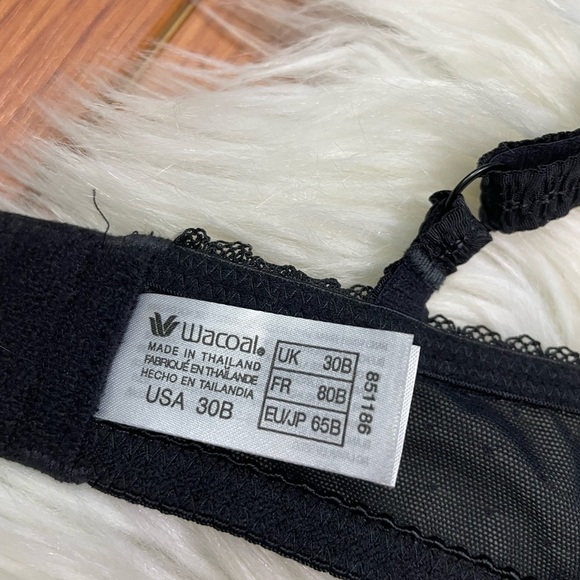 Wacoal®
MADE IN THAILAND
FABRIQUÉ EN THAÏLANDE
HECHO EN TAILANDIA
USA 30B
UK 30B
FR 80B
EU/JP 65B
851186